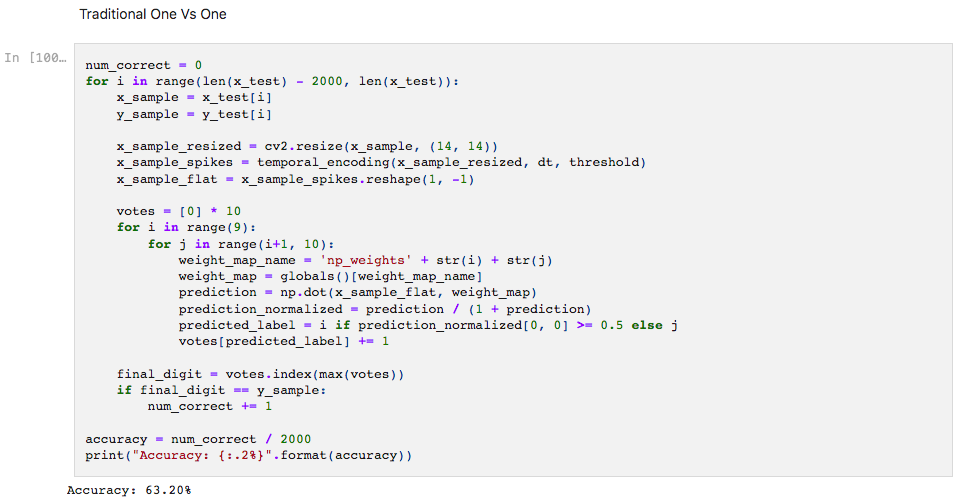 Traditional One Vs One
In [100…
num_correct = 0
for i in range(len(x_test) - 2000, len(x_test)):
    x_sample = x_test[i]
    y_sample = y_test[i]

    x_sample_resized = cv2.resize(x_sample, (14, 14))
    x_sample_spikes = temporal_encoding(x_sample_resized, dt, threshold)
    x_sample_flat = x_sample_spikes.reshape(1, -1)

    votes = [0] * 10
    for i in range(9):
        for j in range(i+1, 10):
            weight_map_name = 'np_weights' + str(i) + str(j)
            weight_map = globals()[weight_map_name]
            prediction = np.dot(x_sample_flat, weight_map)
            prediction_normalized = prediction / (1 + prediction)
            predicted_label = i if prediction_normalized[0, 0] >= 0.5 else j
            votes[predicted_label] += 1

    final_digit = votes.index(max(votes))
    if final_digit == y_sample:
        num_correct += 1

accuracy = num_correct / 2000
print("Accuracy: {:.2%}".format(accuracy))
Accuracy: 63.20%